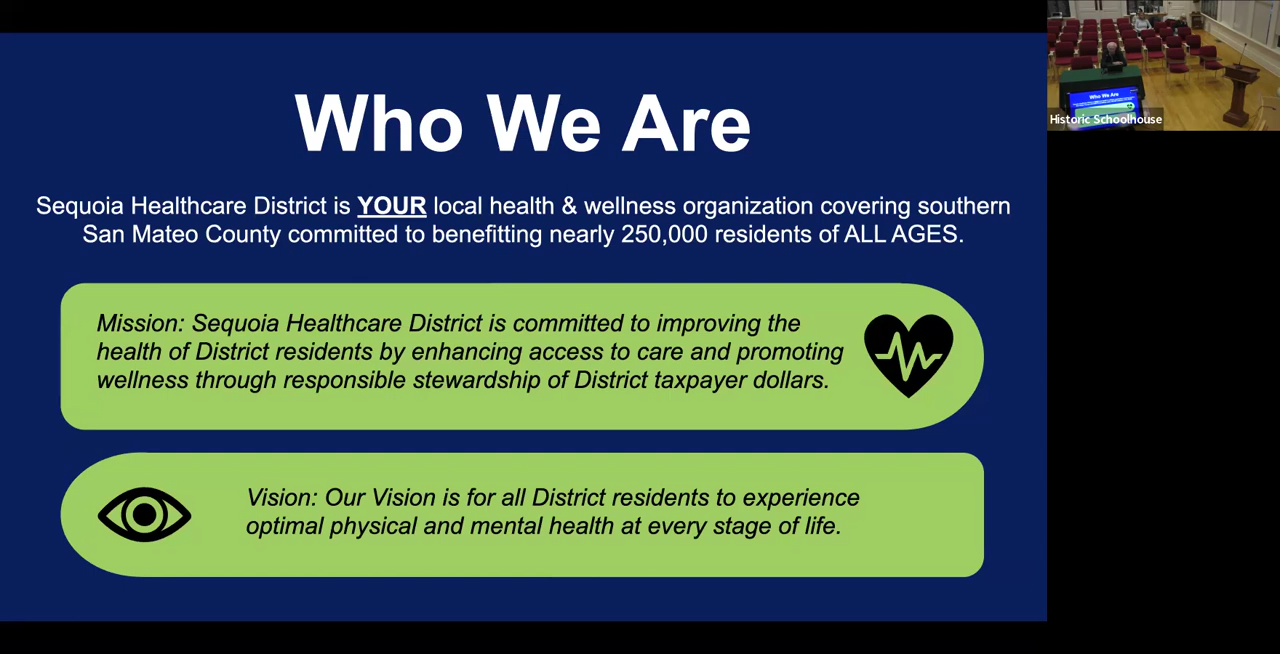 Who We Are
Sequoia Healthcare District is YOUR local health & wellness organization covering southern
San Mateo County committed to benefitting nearly 250,000 residents of ALL AGES.
Mission: Sequoia Healthcare District is committed to improving the
health of District residents by enhancing access to care and promoting
wellness through responsible stewardship of District taxpayer dollars.
Vision: Our Vision is for all District residents to experience
optimal physical and mental health at every stage of life.
Who We Are
Historic Schoolhouse